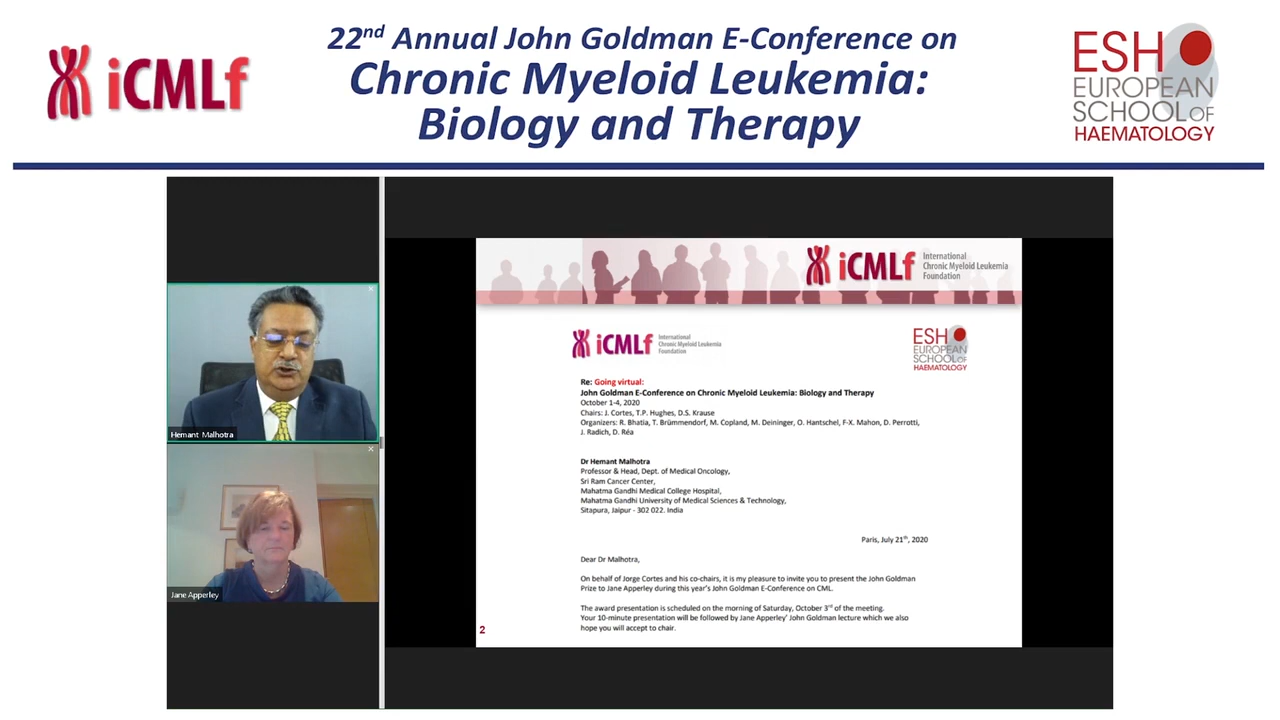 22nd Annual John Goldman E-Conference on
Chronic Myeloid Leukemia:
Biology and Therapy
iCMLf
ESH
EUROPEAN
SCHOOL OF
HAEMATOLOGY
Hemant Malhotra
Jane Apperley
iCMLf
International
Chronic Myeloid Leukemia
Foundation
iCMLf
International
Chronic Myeloid Leukemia
Foundation
ESH
EUROPEAN
SCHOOL OF
HAEMATOLOGY
Re: Going virtual:
John Goldman E-Conference on Chronic Myeloid Leukemia: Biology and Therapy
October 1-4, 2020
Chairs: J. Cortes, T.P. Hughes, D.S. Krause
Organizers: R. Bhatia, T. Brümmendorf, M. Copland, M. Deininger, O. Hantschel, F-X. Mahon, D. Perrotti,
J. Radich, D. Réa
Dr Hemant Malhotra
Professor & Head, Dept. of Medical Oncology,
Sri Ram Cancer Center,
Mahatma Gandhi Medical College Hospital,
Mahatma Gandhi University of Medical Sciences & Technology,
Sitapura, Jaipur - 302 022. India
Paris, July 21st, 2020
Dear Dr Malhotra,
On behalf of Jorge Cortes and his co-chairs, it is my pleasure to invite you to present the John Goldman
Prize to Jane Apperley during this year's John Goldman E-Conference on CML.
The award presentation is scheduled on the morning of Saturday, October 3rd of the meeting.
Your 10-minute presentation will be followed by Jane Apperley' John Goldman lecture which we also
hope you will accept to chair.
2